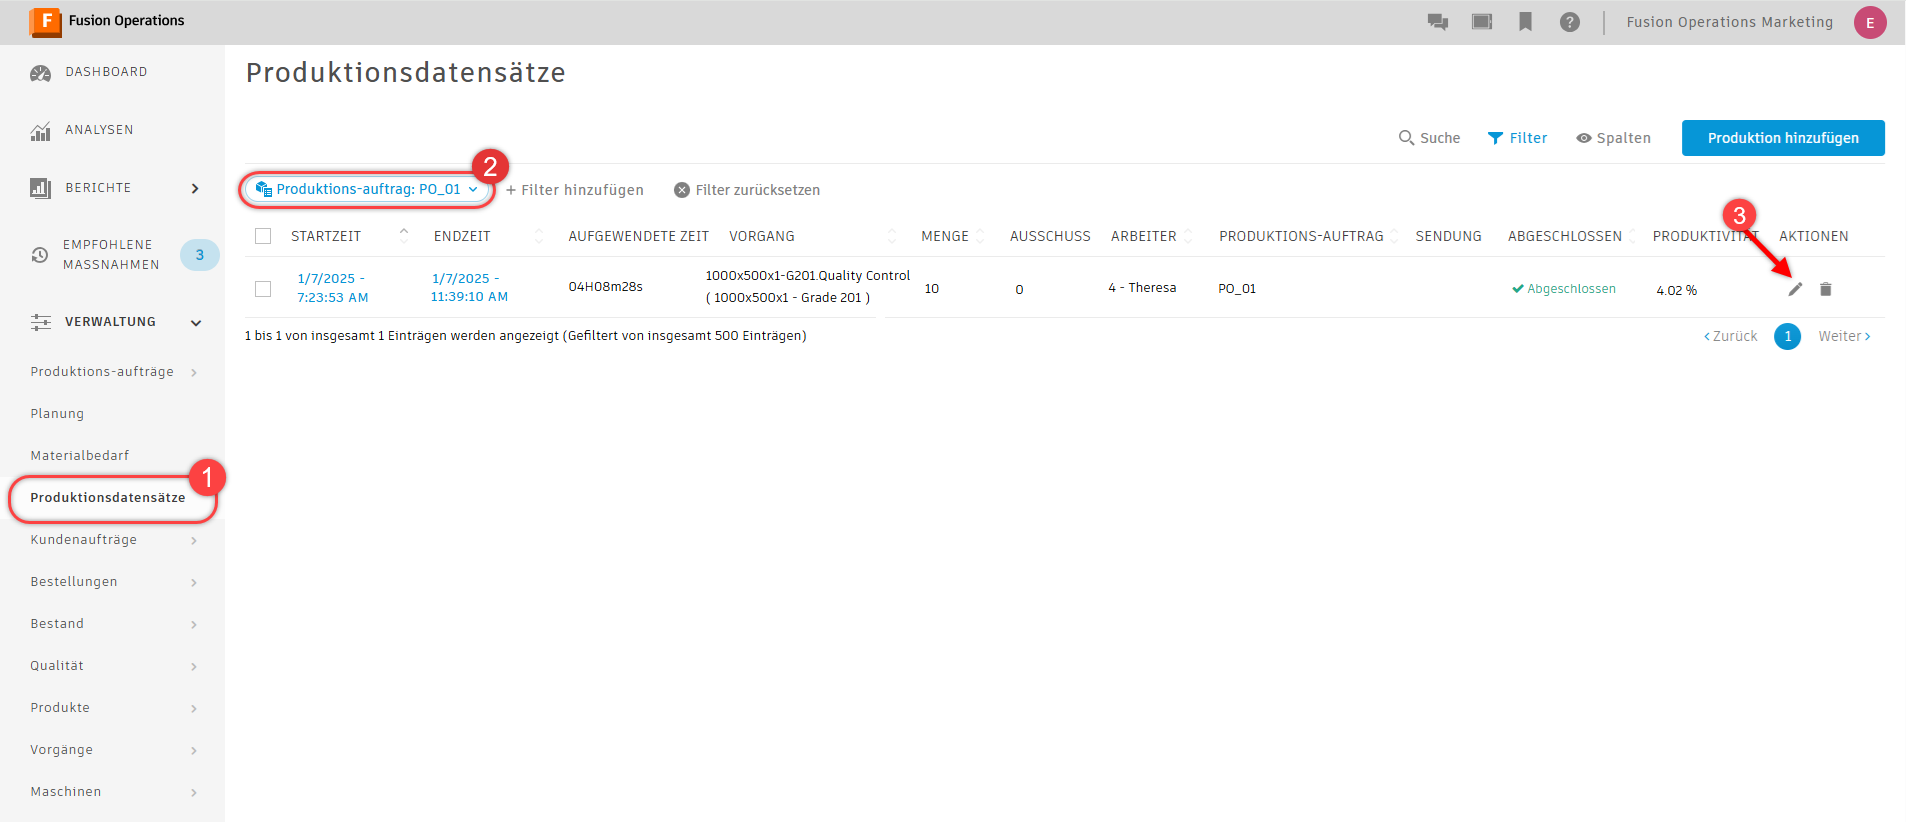 F Fusion Operations
? Fusion Operations Marketing E
DASHBOARD
ANALYSEN
BERICHTE
EMPFOHLENE
MASSNAHMEN
3
VERWALTUNG
Produktions-aufträge
Planung
Materialbedarf
1
Produktionsdatensätze
Kundenaufträge
Bestellungen
Bestand
Qualität
Produkte
Vorgänge
Maschinen
Produktionsdatensätze
Suche Filter Spalten Produktion hinzufügen
2
Produktions-auftrag: PO_01 + Filter hinzufügen Filter zurücksetzen
3
STARTZEIT ENDZEIT AUFGEWENDETE ZEIT VORGANG MENGE AUSSCHUSS ARBEITER PRODUKTIONS-AUFTRAG SENDUNG ABGESCHLOSSEN PRODUKTIVITÄT AKTIONEN
1/7/2025 -
7:23:53 AM
1/7/2025 -
11:39:10 AM
04H08m28s
1000x500x1-G201.Quality Control
( 1000x500x1 - Grade 201 )
10 0 4 - Theresa PO_01 Abgeschlossen 4.02 %
1 bis 1 von insgesamt 1 Einträgen werden angezeigt (Gefiltert von insgesamt 500 Einträgen)
Zurück 1 Weiter